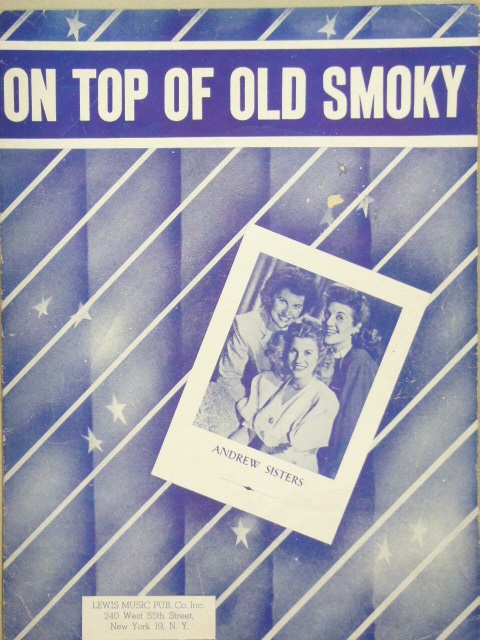 ON TOP OF OLD SMOKY
ANDREW SISTERS
LEWIS MUSIC PUB. Co. Inc.
240 West 55th Street,
New York 19, N. Y.